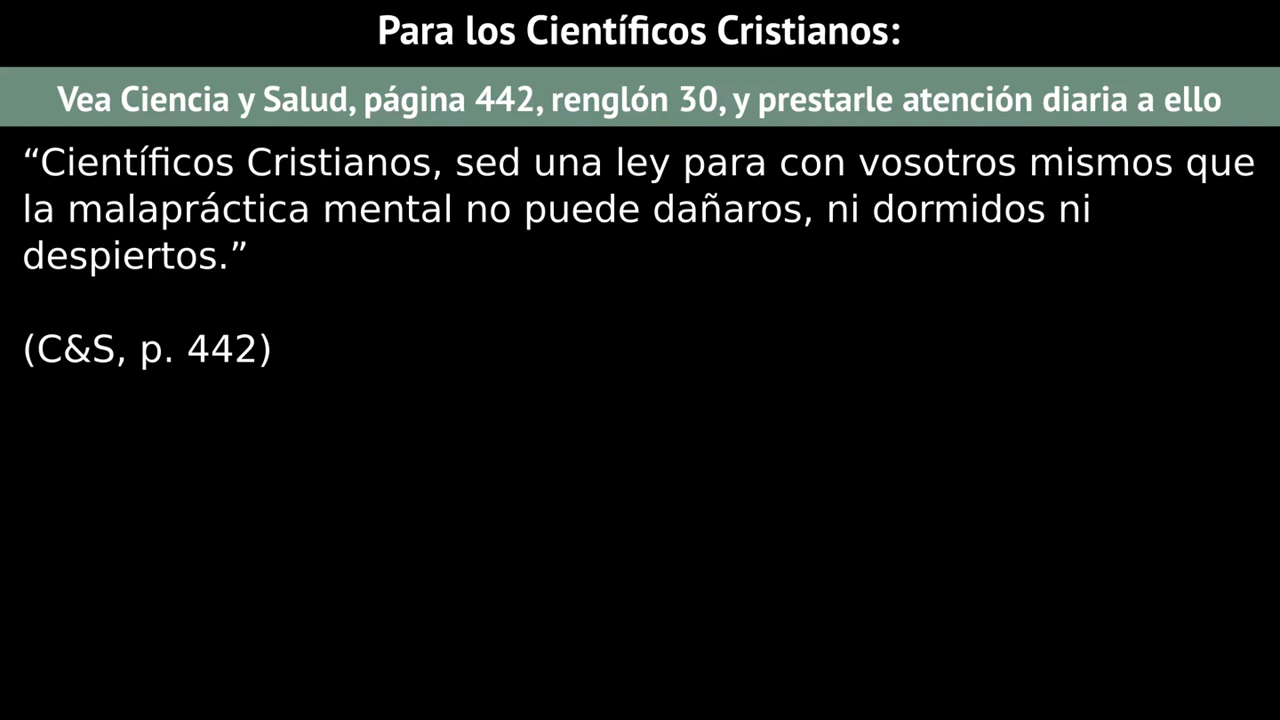 Para los Científicos Cristianos:
Vea Ciencia y Salud, página 442, renglón 30, y prestarle atención diaria a ello
“Científicos Cristianos, sed una ley para con vosotros mismos que
la malapráctica mental no puede dañaros, ni dormidos ni
despiertos.”
(C&S, p. 442)